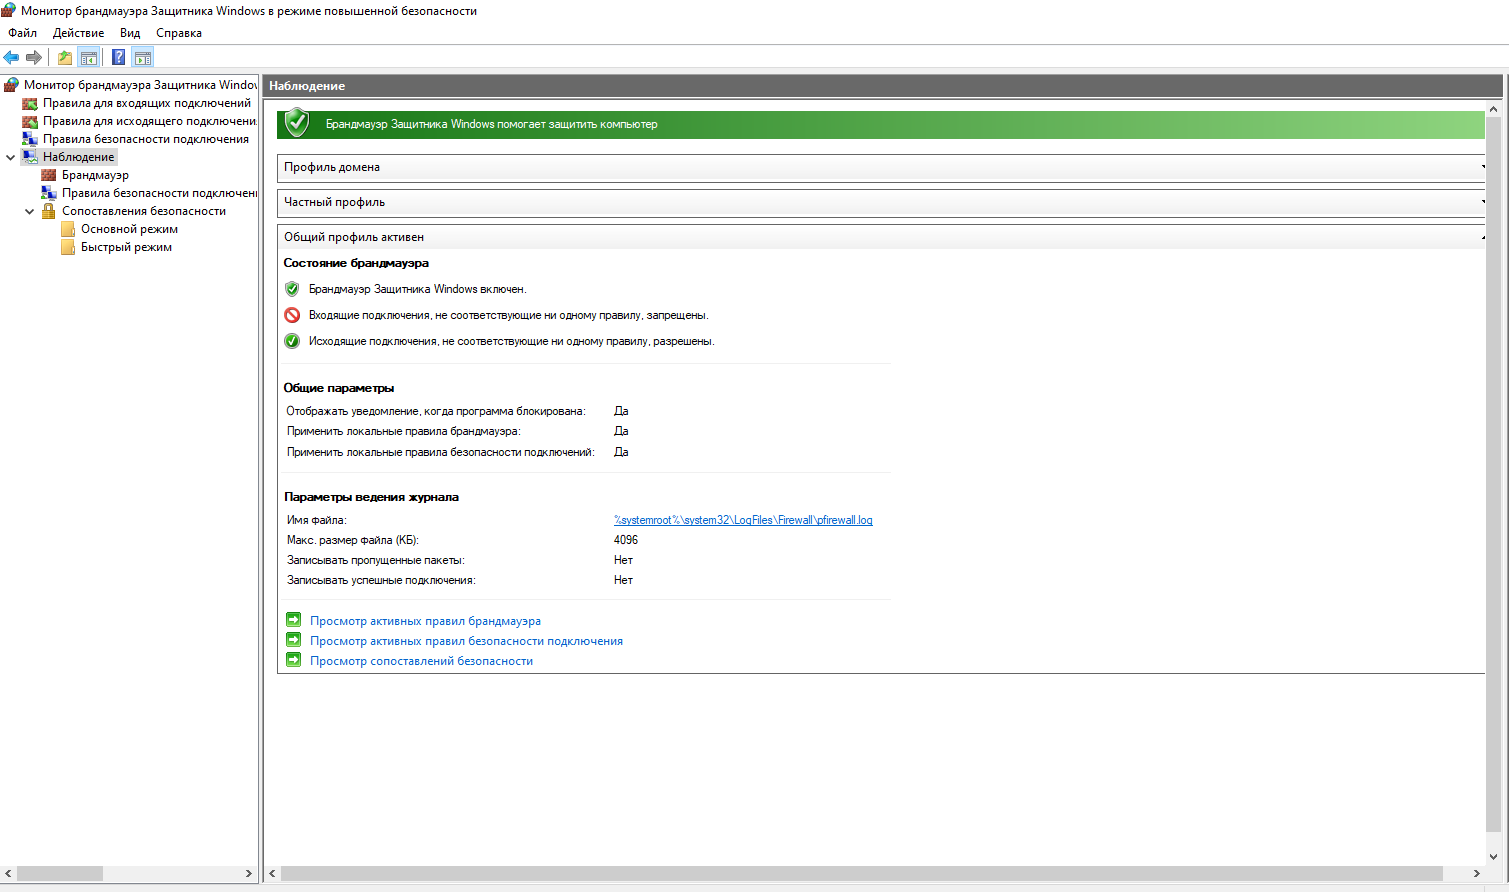 Монитор брандмауэра Защитника Windows в режиме повышенной безопасности
Файл Действие Вид Справка
Монитор брандмауэра Защитника Windov
Правила для входящих подключений
Правила для исходящего подключени
Правила безопасности подключения
Наблюдение
Брандмауэр
Правила безопасности подключен
Сопоставления безопасности
Основной режим
Быстрый режим
Наблюдение
Брандмауэр Защитника Windows помогает защитить компьютер
Профиль домена
Частный профиль
Общий профиль активен
Состояние брандмауэра
Брандмауэр Защитника Windows включен.
Входящие подключения, не соответствующие ни одному правилу, запрещены.
Исходящие подключения, не соответствующие ни одному правилу, разрешены.
Общие параметры
Отображать уведомление, когда программа блокирована: Да
Применить локальные правила брандмауэра: Да
Применить локальные правила безопасности подключений: Да
Параметры ведения журнала
Имя файла: %systemroot%\system32\LogFiles\Firewall\pfirewall.log
Макс. размер файла (КБ): 4096
Записывать пропущенные пакеты: Нет
Записывать успешные подключения: Нет
Просмотр активных правил брандмауэра
Просмотр активных правил безопасности подключения
Просмотр сопоставлений безопасности